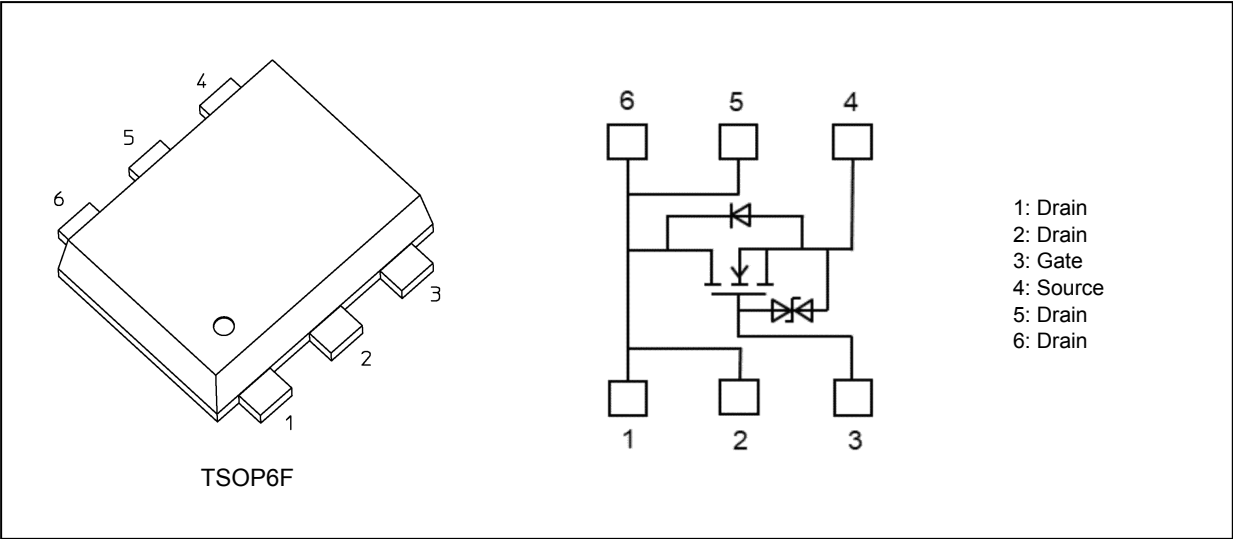 4
5
6
3
2
1
TSOP6F
6 5 4
1 2 3
1: Drain
2: Drain
3: Gate
4: Source
5: Drain
6: Drain